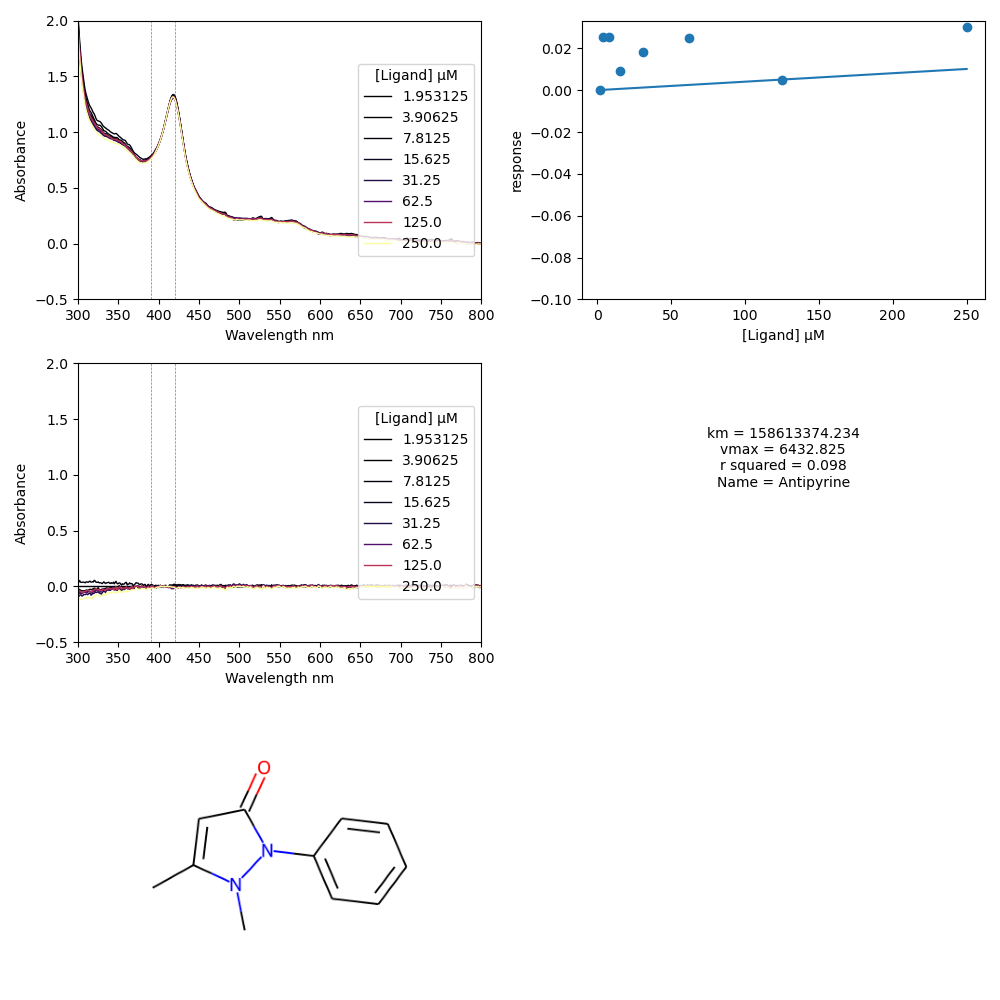 2.0
1.5
1.0
0.5
0.0
−0.5
Absorbance
300 350 400 450 500 550 600 650 700 750 800
Wavelength nm
[Ligand] μM
1.953125
3.90625
7.8125
15.625
31.25
62.5
125.0
250.0
0.02
0.00
−0.02
−0.04
−0.06
−0.08
−0.10
response
0 50 100 150 200 250
[Ligand] μM
2.0
1.5
1.0
0.5
0.0
−0.5
Absorbance
300 350 400 450 500 550 600 650 700 750 800
Wavelength nm
[Ligand] μM
1.953125
3.90625
7.8125
15.625
31.25
62.5
125.0
250.0
km = 158613374.234
vmax = 6432.825
r squared = 0.098
Name = Antipyrine
O
N
N